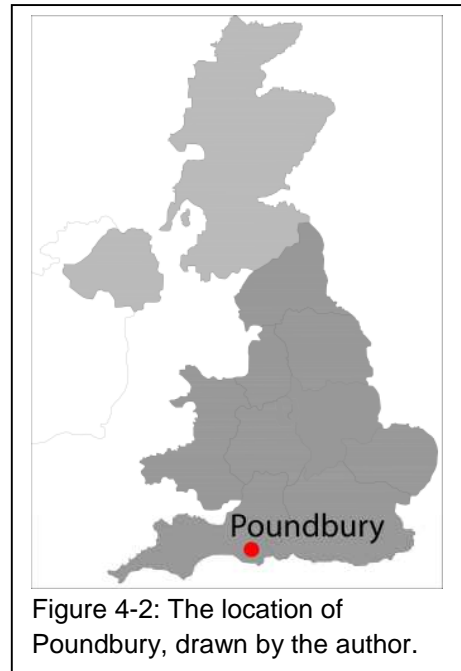 Poundbury
Figure 4-2: The location of
Poundbury, drawn by the author.